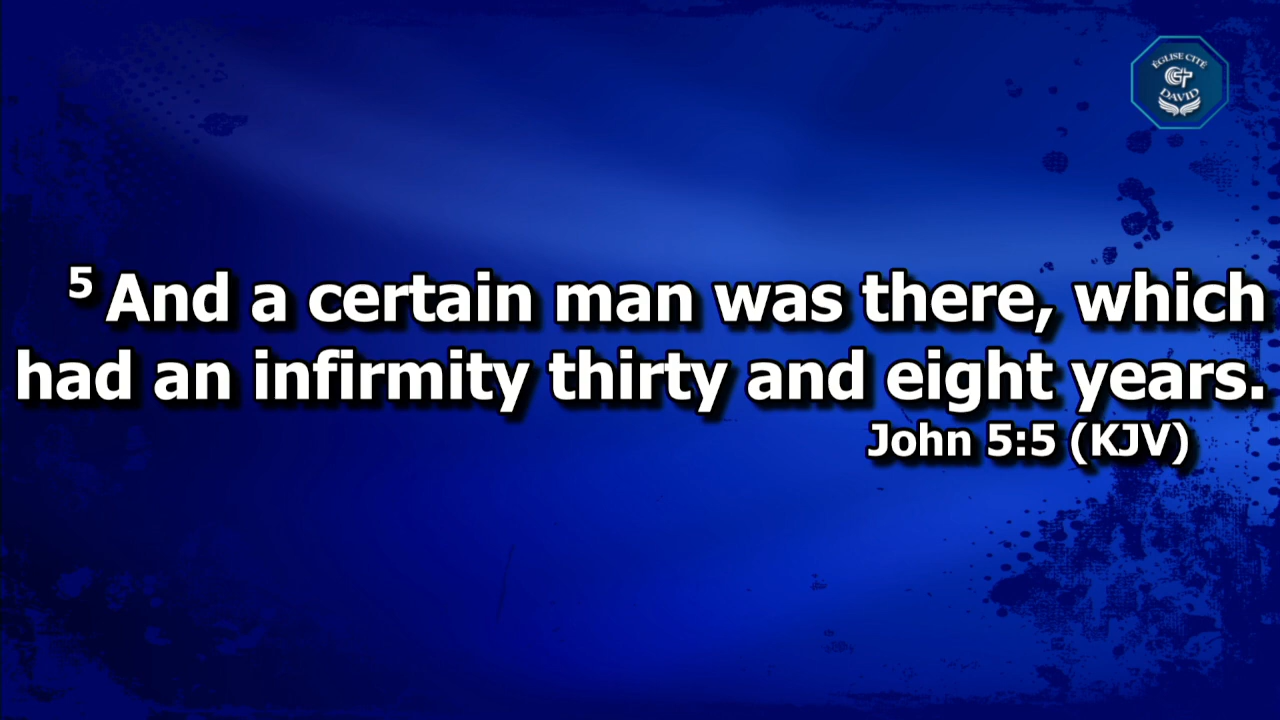 ÉGLISE CITÉ
DAVID
5 And a certain man was there, which
had an infirmity thirty and eight years.
John 5:5 (KJV)